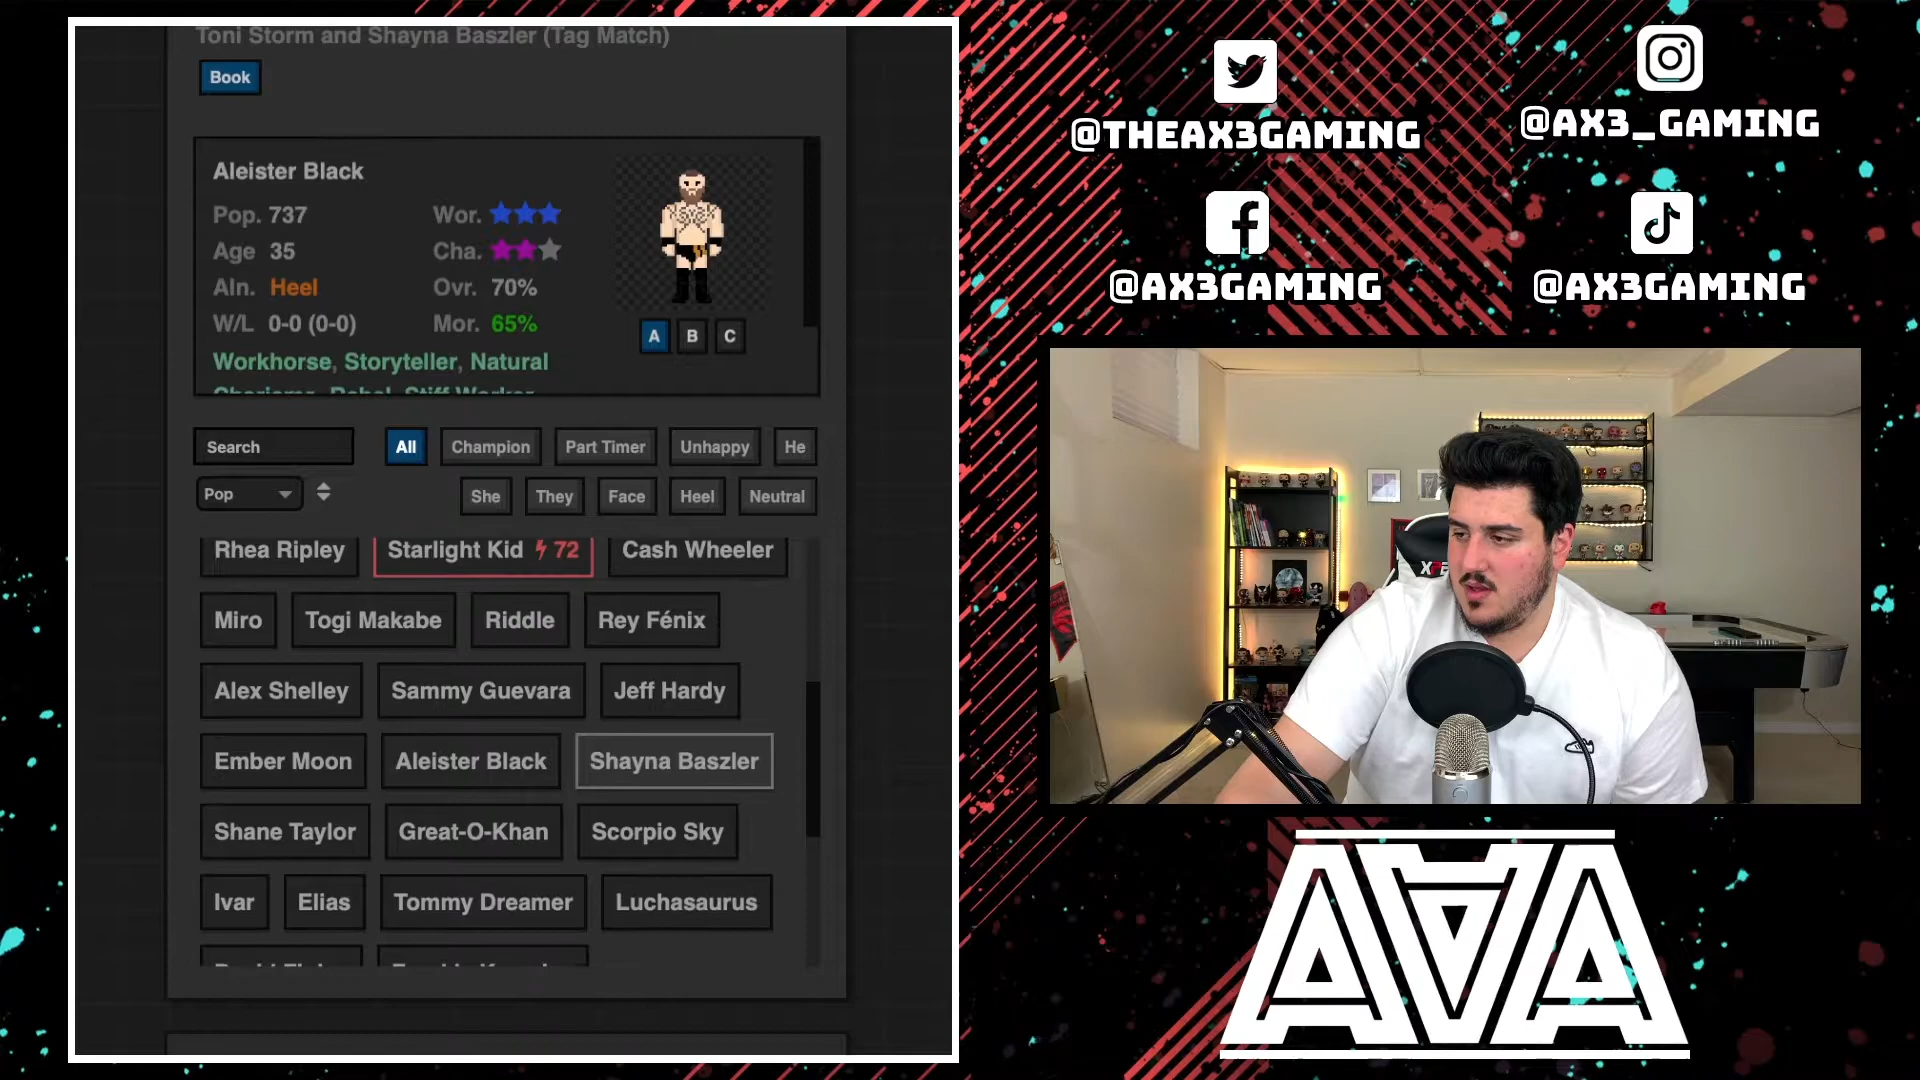 Toni Storm and Shayna Baszler (Tag Match)
Book
Aleister Black
Pop. 737
Wor.
Age 35
Cha.
Aln. Heel
Ovr. 70%
W/L 0-0 (0-0)
Mor. 65%
A B C
Workhorse, Storyteller, Natural
Charisma, Rebel, Stiff Worker
Search
All Champion Part Timer Unhappy He
Pop
She They Face Heel Neutral
Rhea Ripley Starlight Kid 72 Cash Wheeler
Miro Togi Makabe Riddle Rey Fénix
Alex Shelley Sammy Guevara Jeff Hardy
Ember Moon Aleister Black Shayna Baszler
Shane Taylor Great-O-Khan Scorpio Sky
Ivar Elias Tommy Dreamer Luchasaurus
@THEAX3GAMING
@AX3_GAMING
@AX3GAMING
@AX3GAMING